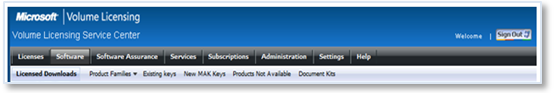 Microsoft® | Volume Licensing
Volume Licensing Service Center
Welcome | Sign Out
Licenses Software Software Assurance Services Subscriptions Administration Settings Help
Licensed Downloads Product Families Existing keys New MAK Keys Products Not Available Document Kits